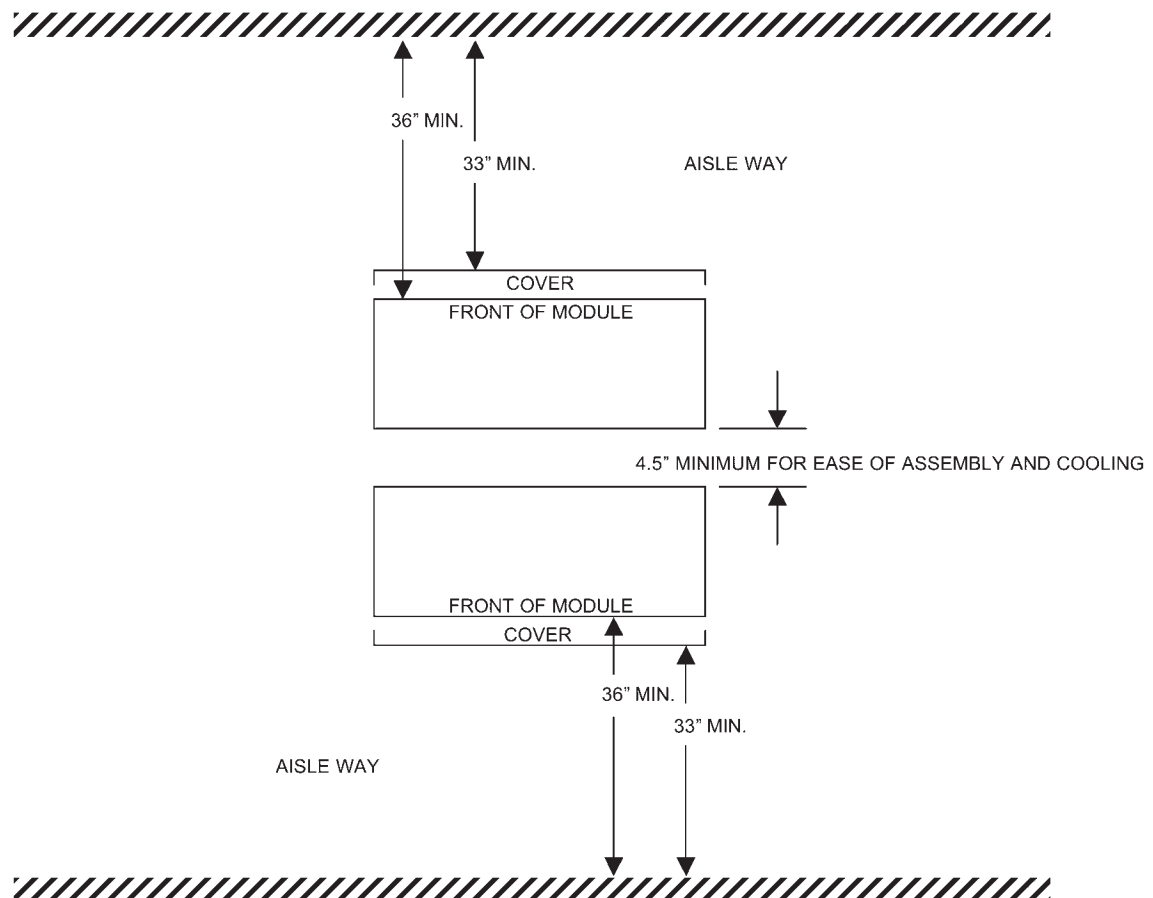 36” MIN.
33” MIN.
AISLE WAY
COVER
FRONT OF MODULE
4.5” MINIMUM FOR EASE OF ASSEMBLY AND COOLING
FRONT OF MODULE
COVER
36” MIN.
33” MIN.
AISLE WAY